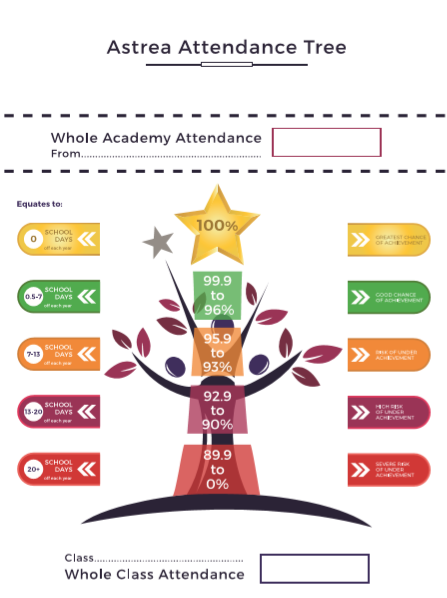 Astrea Attendance Tree
Whole Academy Attendance
From.............................................................
Equates to:
100%
0 SCHOOL DAYS
off each year
GREATEST CHANCE
OF ACHIEVEMENT
99.9
to
96%
0.5-7 SCHOOL DAYS
off each year
GOOD CHANCE
OF ACHIEVEMENT
95.9
to
93%
7-13 SCHOOL DAYS
off each year
RISK OF UNDER
ACHIEVEMENT
92.9
to
90%
13-20 SCHOOL DAYS
off each year
HIGH RISK
OF UNDER
ACHIEVEMENT
89.9
to
0%
20+ SCHOOL DAYS
off each year
SEVERE RISK
OF UNDER
ACHIEVEMENT
Class...................................................
Whole Class Attendance